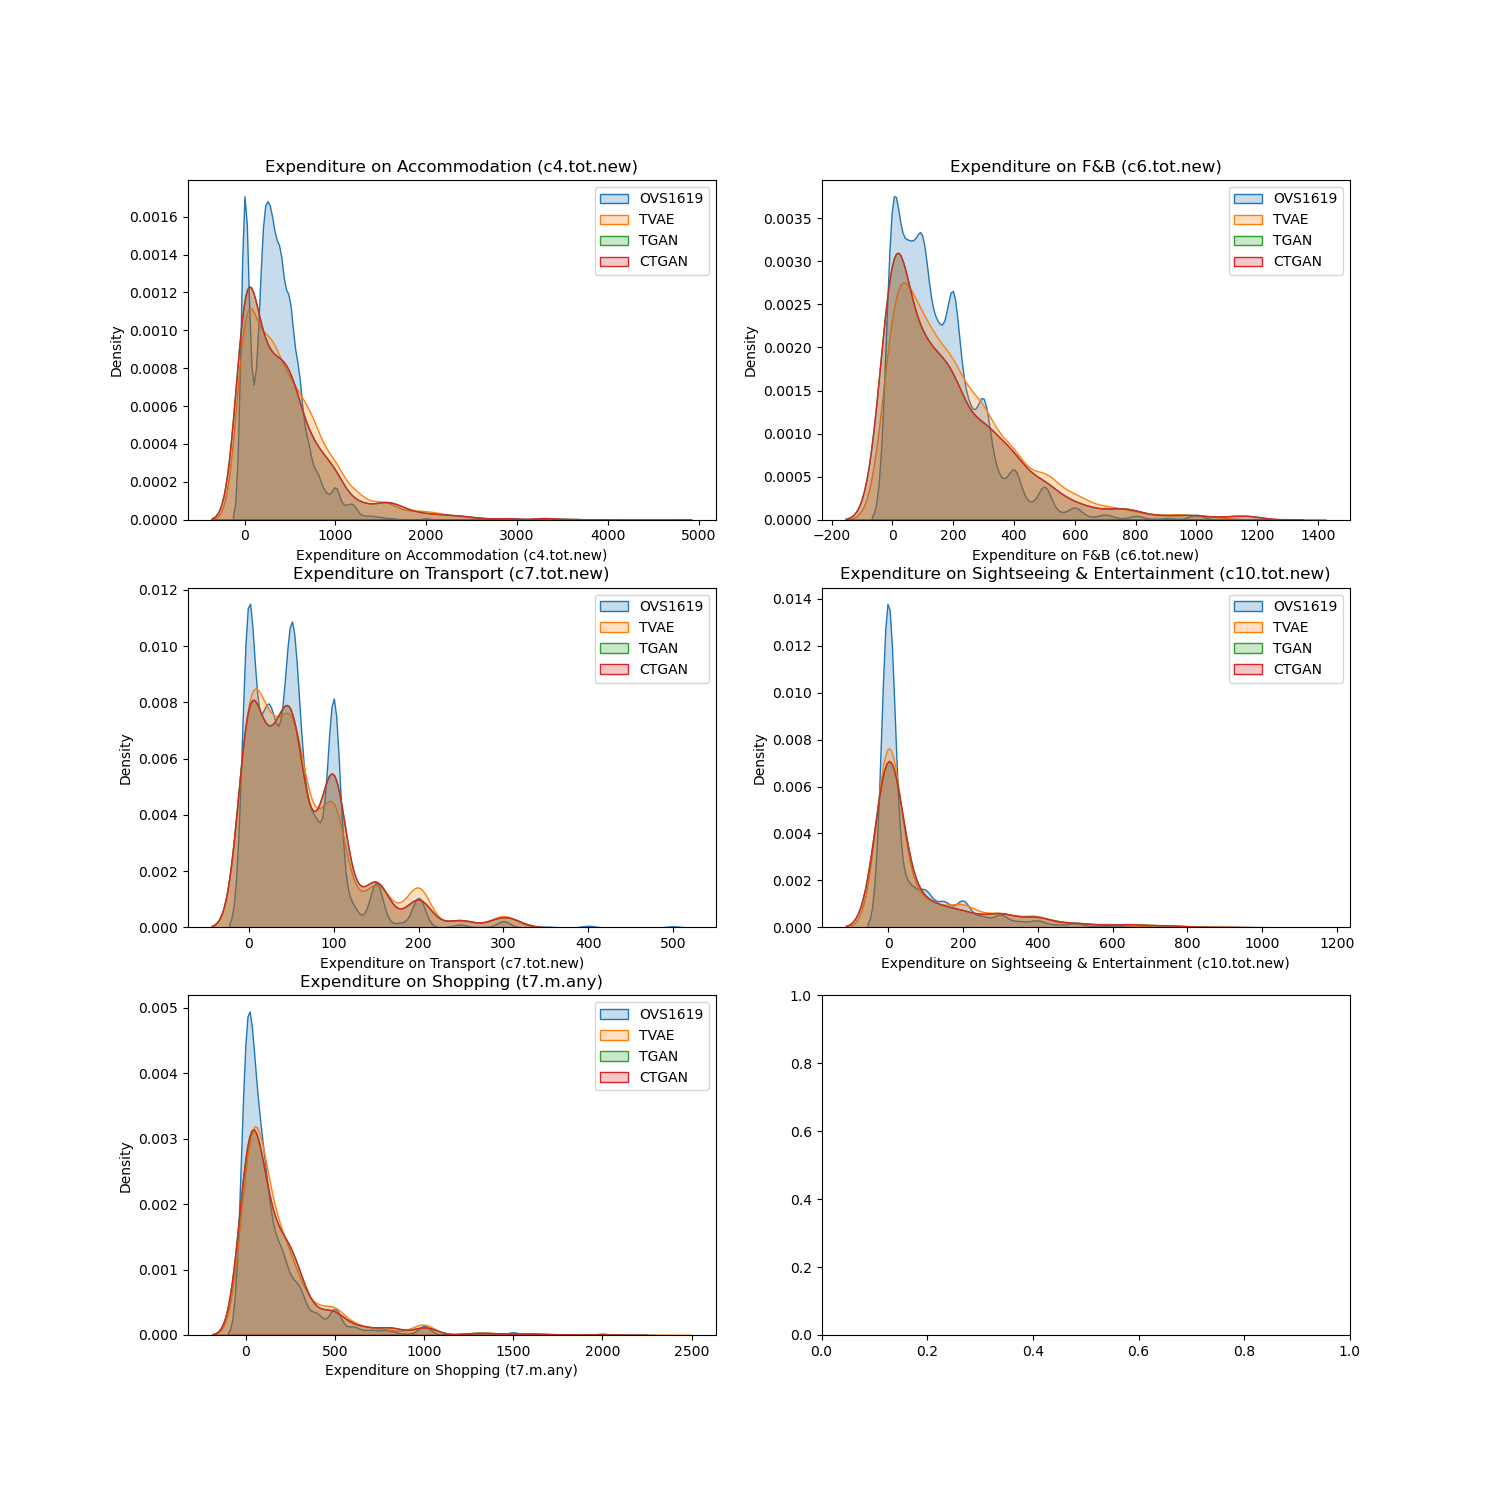 Expenditure on Accommodation (c4.tot.new)
Density
0.0016
0.0014
0.0012
0.0010
0.0008
0.0006
0.0004
0.0002
0.0000
OVS1619
TVAE
TGAN
CTGAN
0 1000 2000 3000 4000 5000
Expenditure on Accommodation (c4.tot.new)
Expenditure on F&B (c6.tot.new)
Density
0.0035
0.0030
0.0025
0.0020
0.0015
0.0010
0.0005
0.0000
OVS1619
TVAE
TGAN
CTGAN
−200 0 200 400 600 800 1000 1200 1400
Expenditure on F&B (c6.tot.new)
Expenditure on Transport (c7.tot.new)
Density
0.012
0.010
0.008
0.006
0.004
0.002
0.000
OVS1619
TVAE
TGAN
CTGAN
0 100 200 300 400 500
Expenditure on Transport (c7.tot.new)
Expenditure on Sightseeing & Entertainment (c10.tot.new)
Density
0.014
0.012
0.010
0.008
0.006
0.004
0.002
0.000
OVS1619
TVAE
TGAN
CTGAN
0 200 400 600 800 1000 1200
Expenditure on Sightseeing & Entertainment (c10.tot.new)
Expenditure on Shopping (t7.m.any)
Density
0.005
0.004
0.003
0.002
0.001
0.000
OVS1619
TVAE
TGAN
CTGAN
0 500 1000 1500 2000 2500
Expenditure on Shopping (t7.m.any)
1.0
0.8
0.6
0.4
0.2
0.0
0.0 0.2 0.4 0.6 0.8 1.0